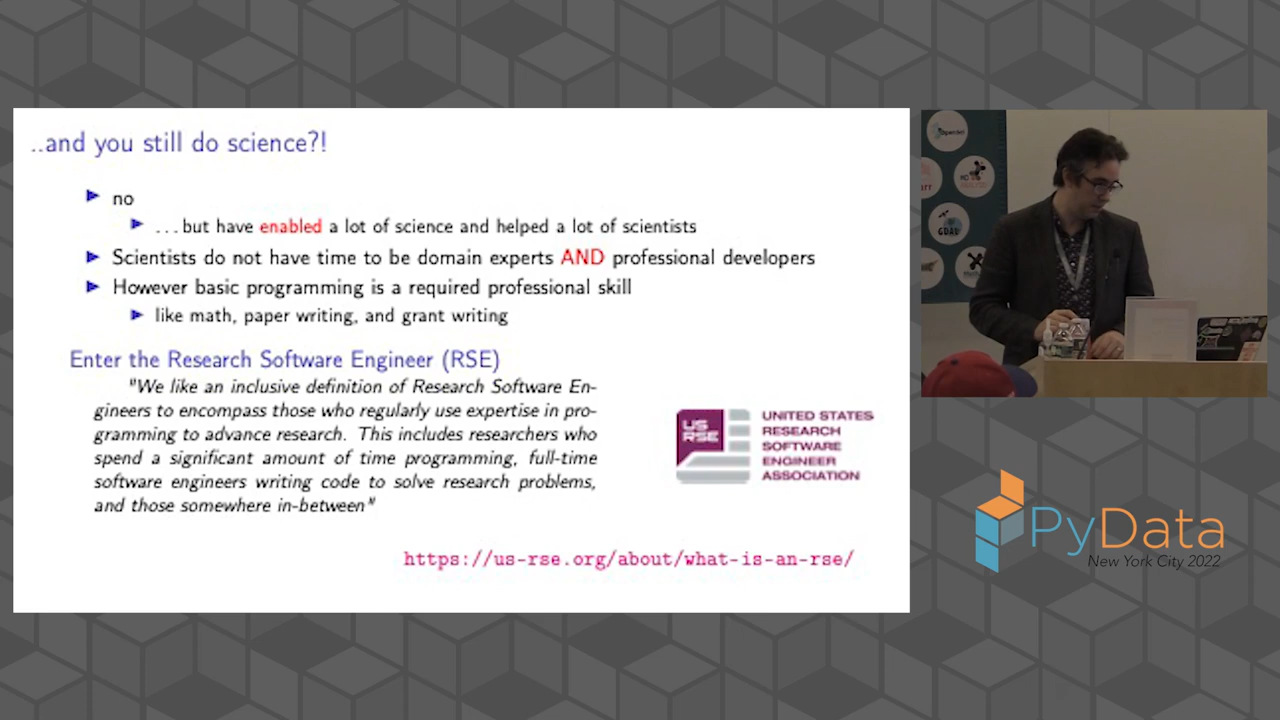 ..and you still do science?!
no
...but have enabled a lot of science and helped a lot of scientists
Scientists do not have time to be domain experts AND professional developers
However basic programming is a required professional skill
like math, paper writing, and grant writing
Enter the Research Software Engineer (RSE)
"We like an inclusive definition of Research Software En-
gineers to encompass those who regularly use expertise in pro-
gramming to advance research. This includes researchers who
spend a significant amount of time programming, full-time
software engineers writing code to solve research problems,
and those somewhere in-between"
US
RSE
UNITED STATES
RESEARCH
SOFTWARE
ENGINEER
ASSOCIATION
https://us-rse.org/about/what-is-an-rse/
GDAL
PyData
New York City 2022